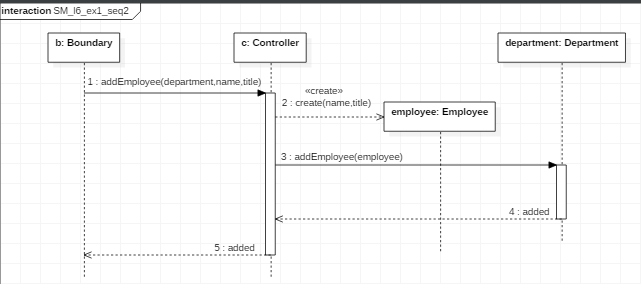 interaction SM_l6_ex1_seq2
b: Boundary
c: Controller
department: Department
1 : addEmployee(department,name,title)
«create»
2 : create(name,title)
employee: Employee
3 : addEmployee(employee)
4 : added
5 : added